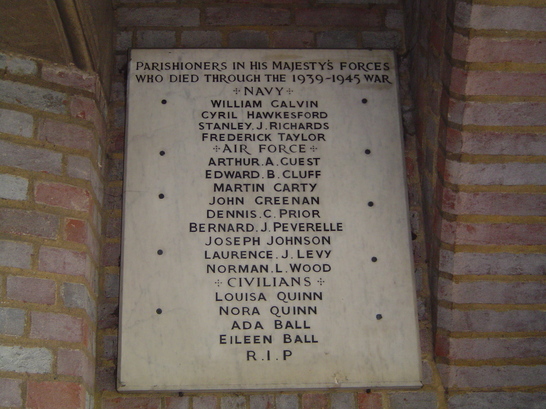 PARISHIONERS IN HIS MAJESTY'S FORCES
WHO DIED THROUGH THE 1939-1945 WAR
NAVY
WILLIAM GALVIN
CYRIL HAWKESFORD
STANLEY. J. RICHARDS
FREDERICK TAYLOR
AIR FORCE
ARTHUR. A. GUEST
EDWARD. B. CLUFF
MARTIN CARTY
JOHN GREENAN
DENNIS. C. PRIOR
BERNARD. J. PEVERELLE
JOSEPH JOHNSON
LAURENCE. J. LEVY
NORMAN. L. WOOD
CIVILIANS
LOUISA QUINN
NORA QUINN
ADA BALL
EILEEN BALL
R.I.P